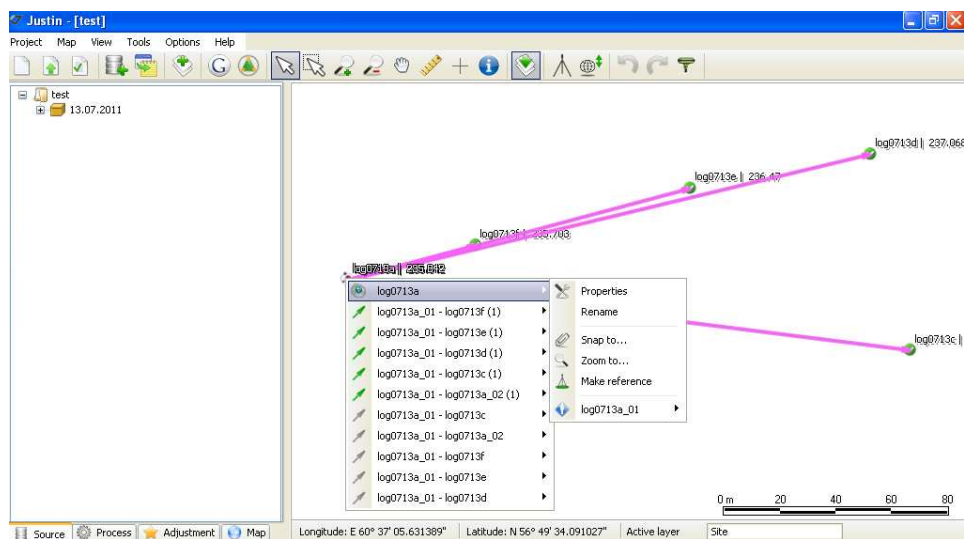 Justin - [test]
Project Map View Tools Options Help
test
13.07.2011
log0713d || 237.068
log0713e || 236.47
log0713f || 235.703
log0713a || 235.842
log0713a
log0713a_01 - log0713f (1)
log0713a_01 - log0713e (1)
log0713a_01 - log0713d (1)
log0713a_01 - log0713c (1)
log0713a_01 - log0713a_02 (1)
log0713a_01 - log0713c
log0713a_01 - log0713a_02
log0713a_01 - log0713f
log0713a_01 - log0713e
log0713a_01 - log0713d
Properties
Rename
Snap to...
Zoom to...
Make reference
log0713a_01
log0713c ||
0 m 20 40 60 80
Source Process Adjustment Map
Longitude: E 60° 37' 05.631389" Latitude: N 56° 49' 34.091027" Active layer Site